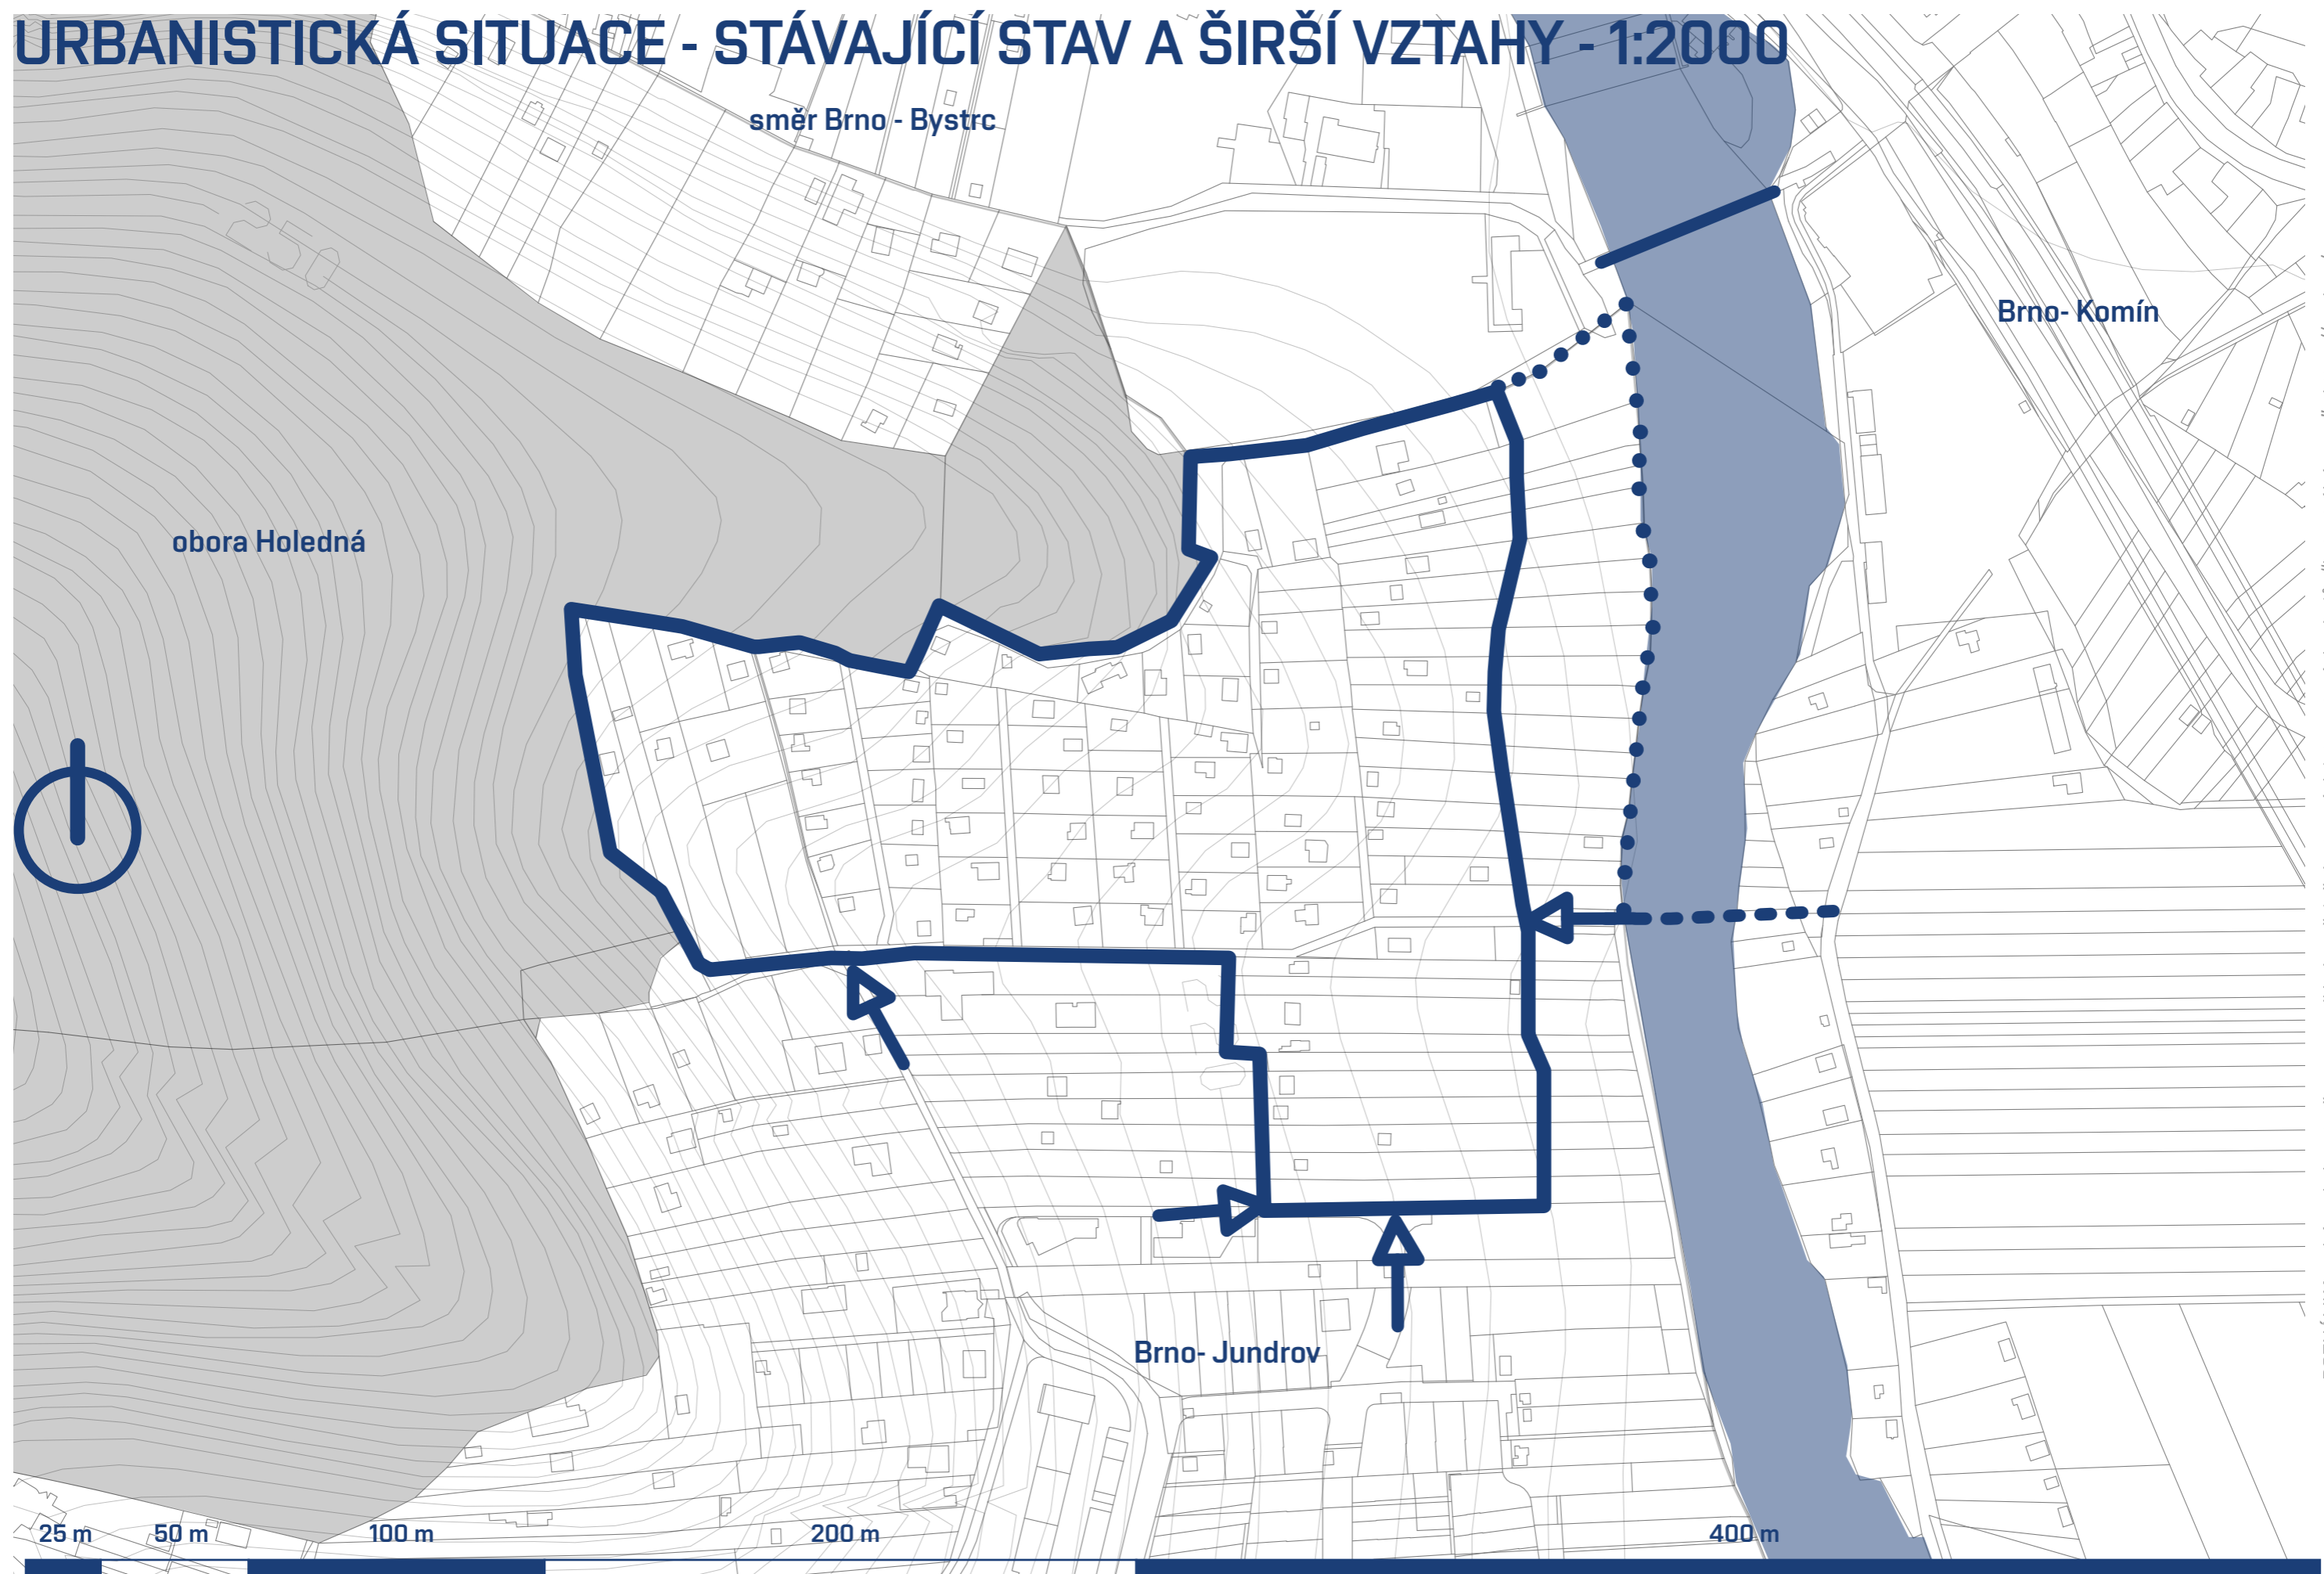 URBANISTICKÁ SITUACE - STÁVAJÍCÍ STAV A ŠIRŠÍ VZTAHY - 1:2000
směr Brno - Bystrc
Brno- Komín
obora Holedná
Brno- Jundrov
25 m 50 m 100 m 200 m 400 m